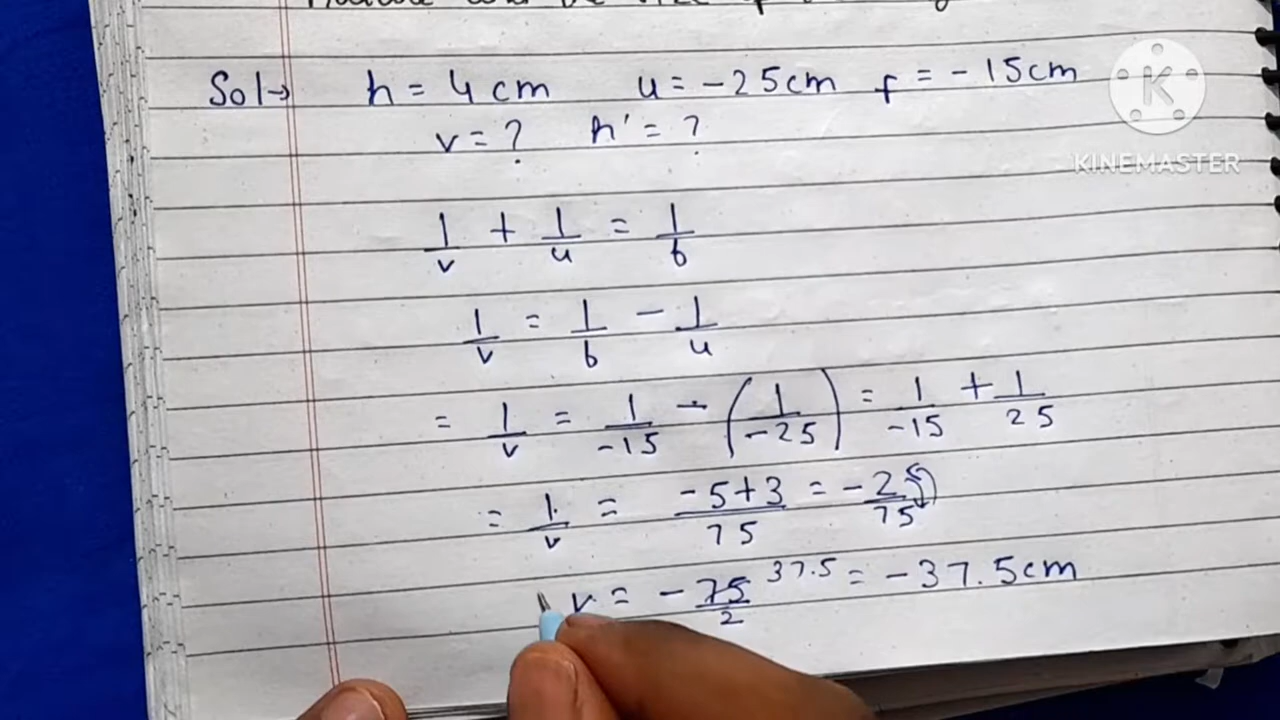 Sol→ h = 4 cm u = -25cm f = -15cm
v = ? h' = ?
1/v + 1/u = 1/f
1/v = 1/f - 1/u
= 1/v = 1/-15 - (1/-25) = 1/-15 + 1/25
= 1/v = -5+3/75 = -2/75
v = -75/2 37.5 = -37.5cm
K
KINEMASTER